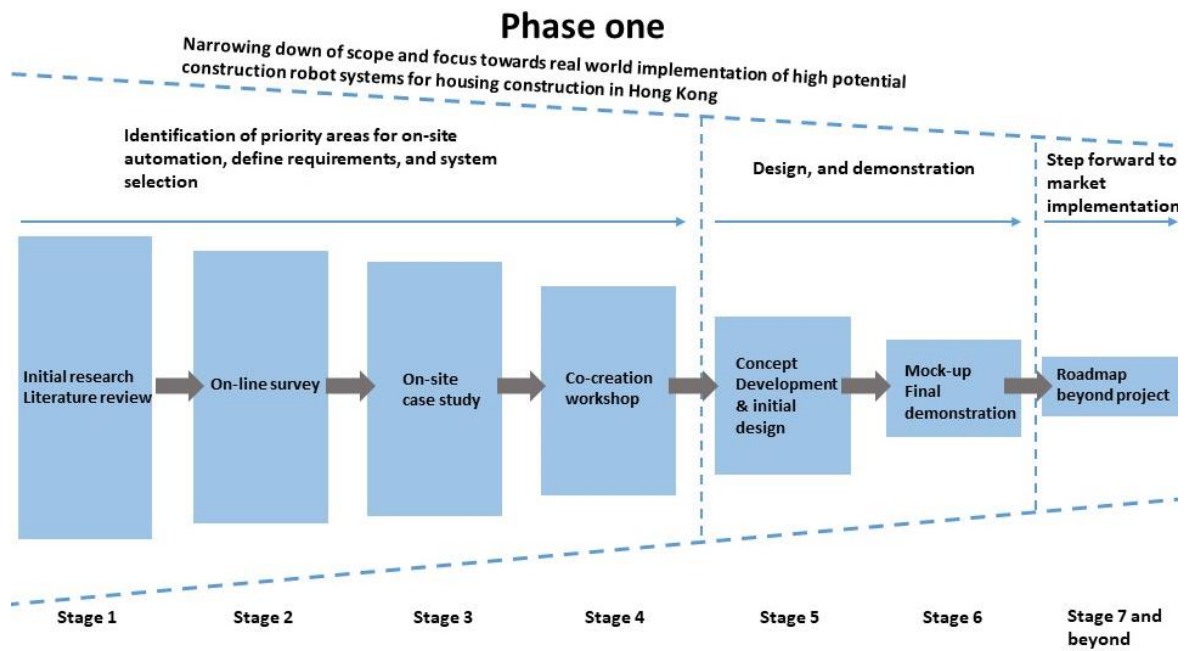 Phase one
Narrowing down of scope and focus towards real world implementation of high potential
construction robot systems for housing construction in Hong Kong
Identification of priority areas for on-site
automation, define requirements, and system
selection
Design, and demonstration
Step forward to
market
implementation
Initial research
Literature review
On-line survey
On-site
case study
Co-creation
workshop
Concept
Development
& initial
design
Mock-up
Final
demonstration
Roadmap
beyond project
Stage 1
Stage 2
Stage 3
Stage 4
Stage 5
Stage 6
Stage 7 and
beyond